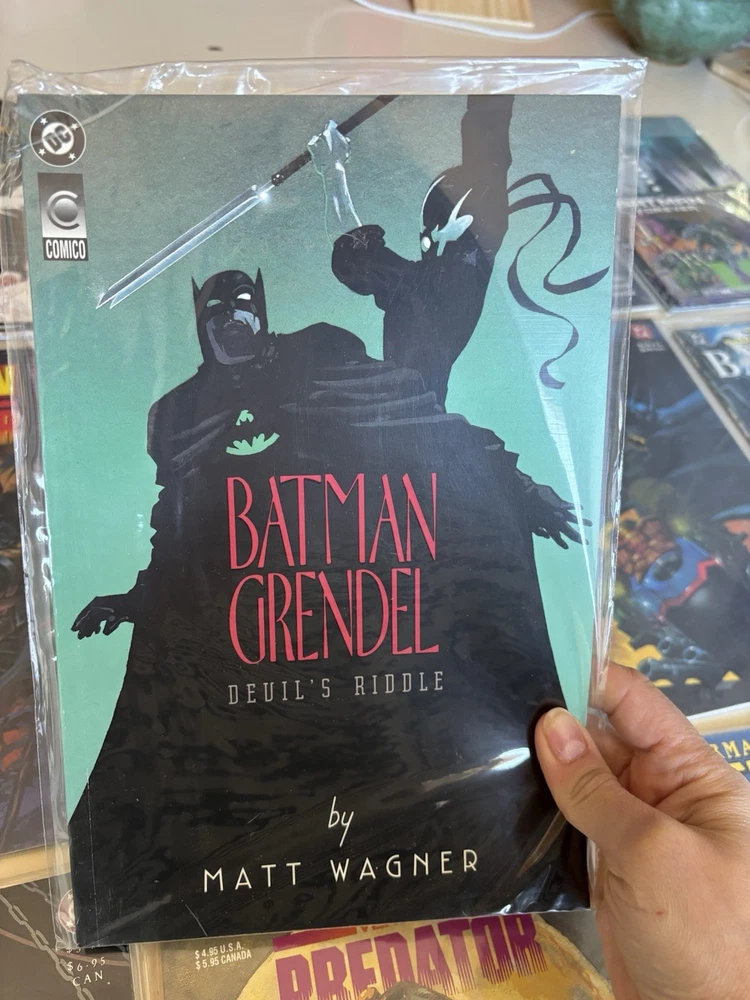 DC
C
COMICO
BATMAN
GRENDEL
DEVIL'S RIDDLE
by
MATT WAGNER
$6.95
CAN.
$4.95 U.S.A.
$5.95 CANADA
PREDATOR